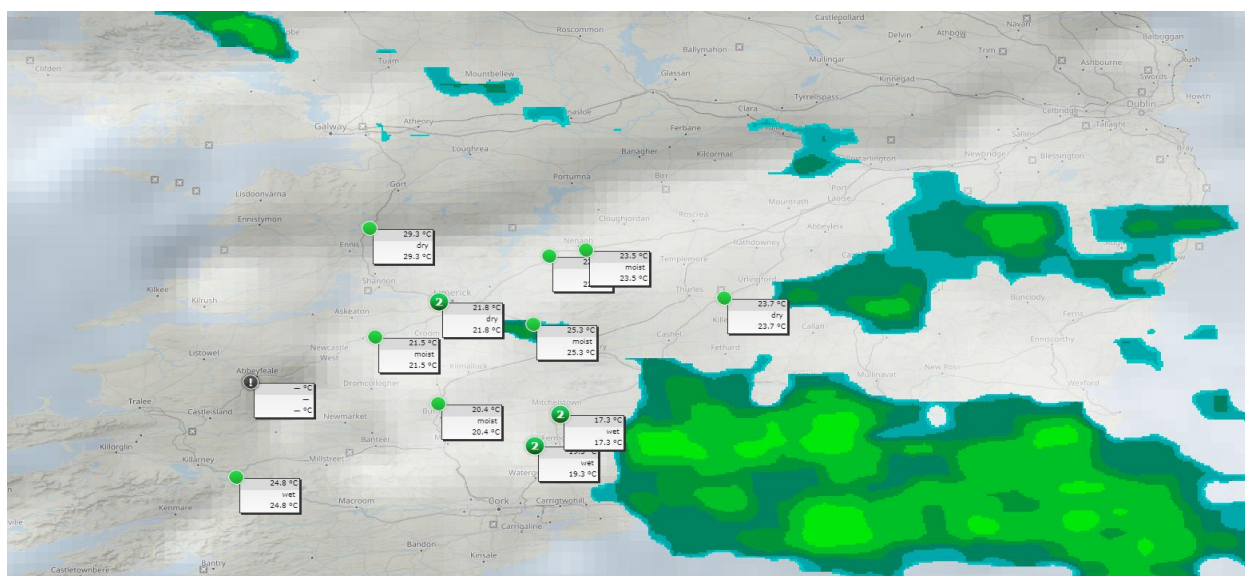 Castlepollard
Navan
Roscommon
Delvin
Athboy
Balbriggan
Ballymahon
Trim
Mullingar
Tuam
Ashbourne
Rush
Clifden
Mountbellew
Glassan
Kinnegad
Swords
Tyrrellspass
Howth
Clara
Dublin
Celbridge
Galway
Athenry
Ferbane
Tallaght
Sallins
Loughrea
Banagher
Kilcormac
Newbridge
Blessington
Bray
Portumna
Birr
Gort
Port
Laoise
Lisdoonvarna
Mountrath
Ennistymon
Cloughjordan
Roscrea
Abbeyleix
29.3 °C
dry
29.3 °C
Ennis
Nenagh
Rathdowney
23.5 °C
moist
23.5 °C
Templemore
Shannon
Urlingford
Kilkee
Kilrush
Limerick
Thurles
Bunclody
21.8 °C
dry
21.8 °C
2
23.7 °C
dry
23.7 °C
Askeaton
Ferns
Croom
Callan
25.3 °C
moist
25.3 °C
Cashel
Enniscorthy
21.5 °C
moist
21.5 °C
Newcastle
West
Fethard
Listowel
Kilmallock
New Ross
Abbeyfeale
Mullinavat
! — °C
—
— °C
Dromcollogher
Wexford
Tralee
Mitchelstown
Castleisland
Newmarket
20.4 °C
moist
20.4 °C
2
17.3 °C
wet
17.3 °C
Banteer
Killorglin
2
19.3 °C
wet
19.3 °C
Killarney
Millstreet
24.8 °C
wet
24.8 °C
Macroom
Cork
Carrigtwohill
Kenmare
Carrigaline
Bandon
Kinsale
Bantry
Castletownbere